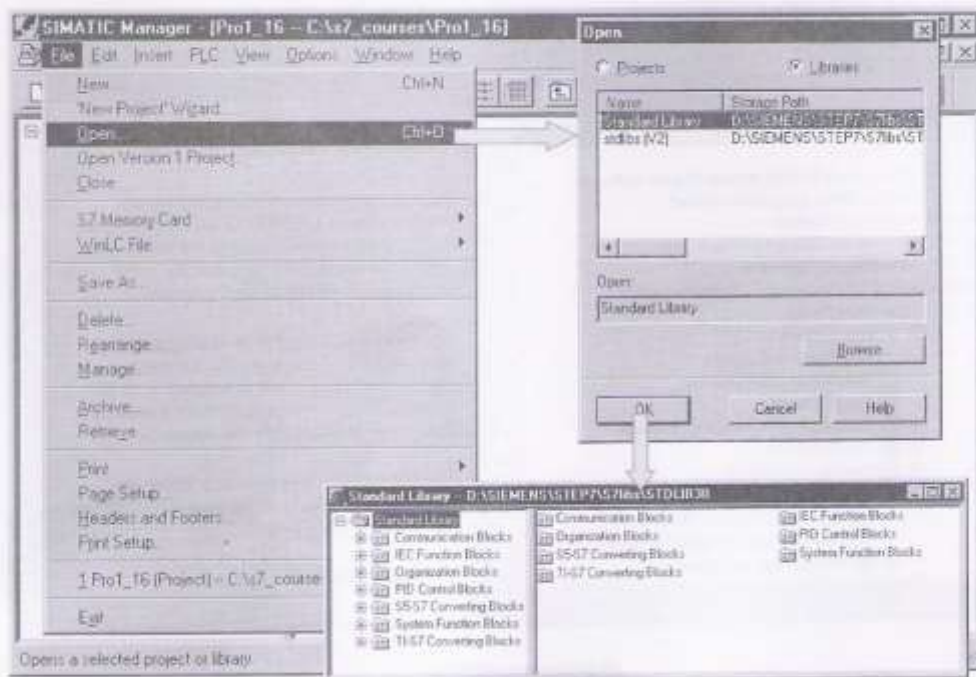 SIMATIC Manager - [Pro1_16 -- C:\s7_courses\Pro1_16]
File Edit Insert PLC View Options Window Help
New... Ctrl+N
'New Project' Wizard...
Open... Ctrl+O
Open Version 1 Project...
Close
S7 Memory Card
WinLC File
Save As...
Delete...
Rearrange...
Manage...
Archive...
Retrieve...
Print
Page Setup...
Headers and Footers...
Print Setup...
1 Pro1_16 (Project) -- C:\s7_course
Exit
Opens a selected project or library.
Open
Projects Libraries
Name Storage Path
Standard Library D:\SIEMENS\STEP7\S7libs\ST
stdlibs (V2) D:\SIEMENS\STEP7\S7libs\ST
Open:
Standard Library
Browse...
OK Cancel Help
Standard Library -- D:\SIEMENS\STEP7\S7libs\STDLIB30
Standard Library
Communication Blocks
IEC Function Blocks
Organization Blocks
PID Control Blocks
S5-S7 Converting Blocks
System Function Blocks
TI-S7 Converting Blocks
Communication Blocks
Organization Blocks
S5-S7 Converting Blocks
TI-S7 Converting Blocks
IEC Function Blocks
PID Control Blocks
System Function Blocks